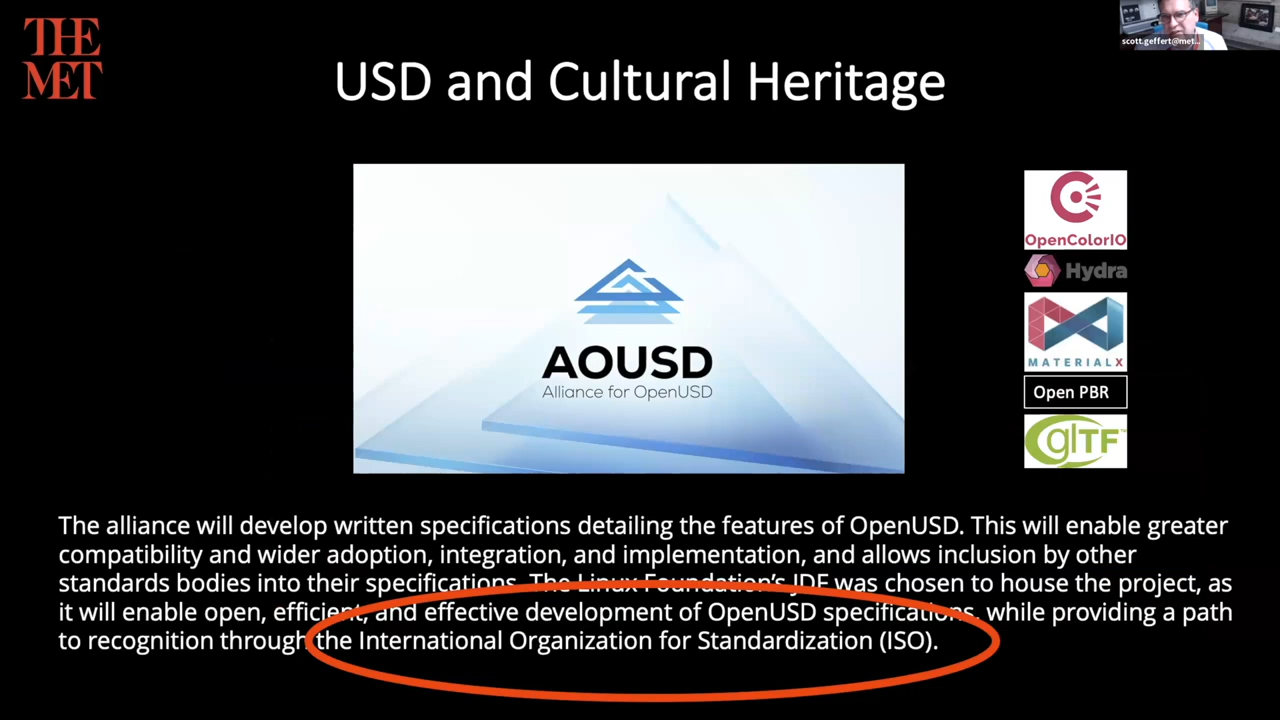 THE
MET
scott.geffert@met...
USD and Cultural Heritage
AOUSD
Alliance for OpenUSD
OpenColorIO
Hydra
MATERIALX
Open PBR
glTF™
The alliance will develop written specifications detailing the features of OpenUSD. This will enable greater
compatibility and wider adoption, integration, and implementation, and allows inclusion by other
standards bodies into their specifications. The Linux Foundation's JDF was chosen to house the project, as
it will enable open, efficient, and effective development of OpenUSD specifications, while providing a path
to recognition through the International Organization for Standardization (ISO).